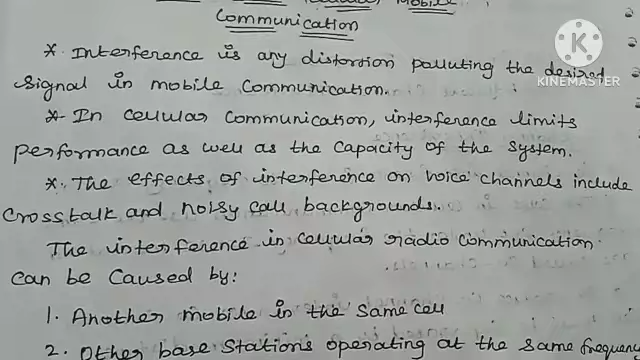 Cellular Mobile
Communication
* Interference is any distortion polluting the desired
signal in mobile communication.
* In cellular communication, interference limits
performance as well as the capacity of the system.
* The effects of interference on voice channels include
crosstalk and noisy call backgrounds.
The interference in cellular radio communication
can be caused by:
1. Another mobile in the same cell
2. Other base stations operating at the same frequenc
K
KINEMASTER